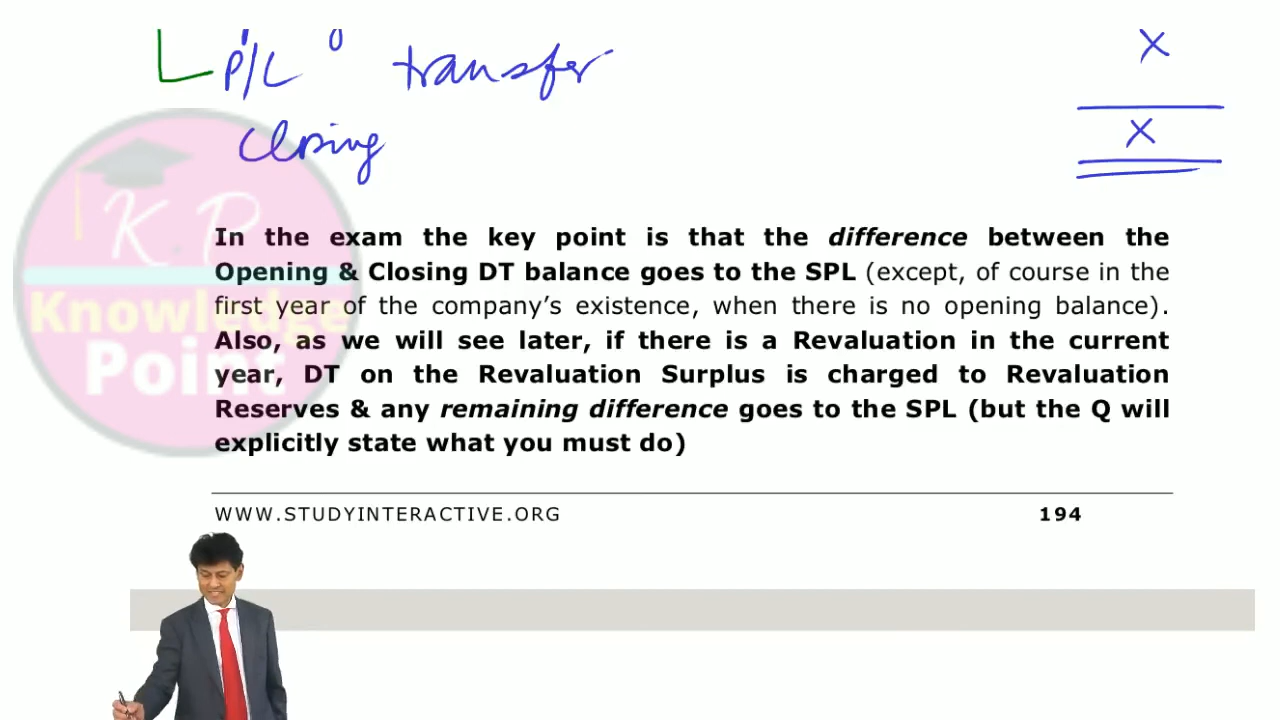 P/L transfer X
Closing X
K.P
Knowledge
Point
In the exam the key point is that the difference between the
Opening & Closing DT balance goes to the SPL (except, of course in the
first year of the company's existence, when there is no opening balance).
Also, as we will see later, if there is a Revaluation in the current
year, DT on the Revaluation Surplus is charged to Revaluation
Reserves & any remaining difference goes to the SPL (but the Q will
explicitly state what you must do)
WWW.STUDYINTERACTIVE.ORG 194